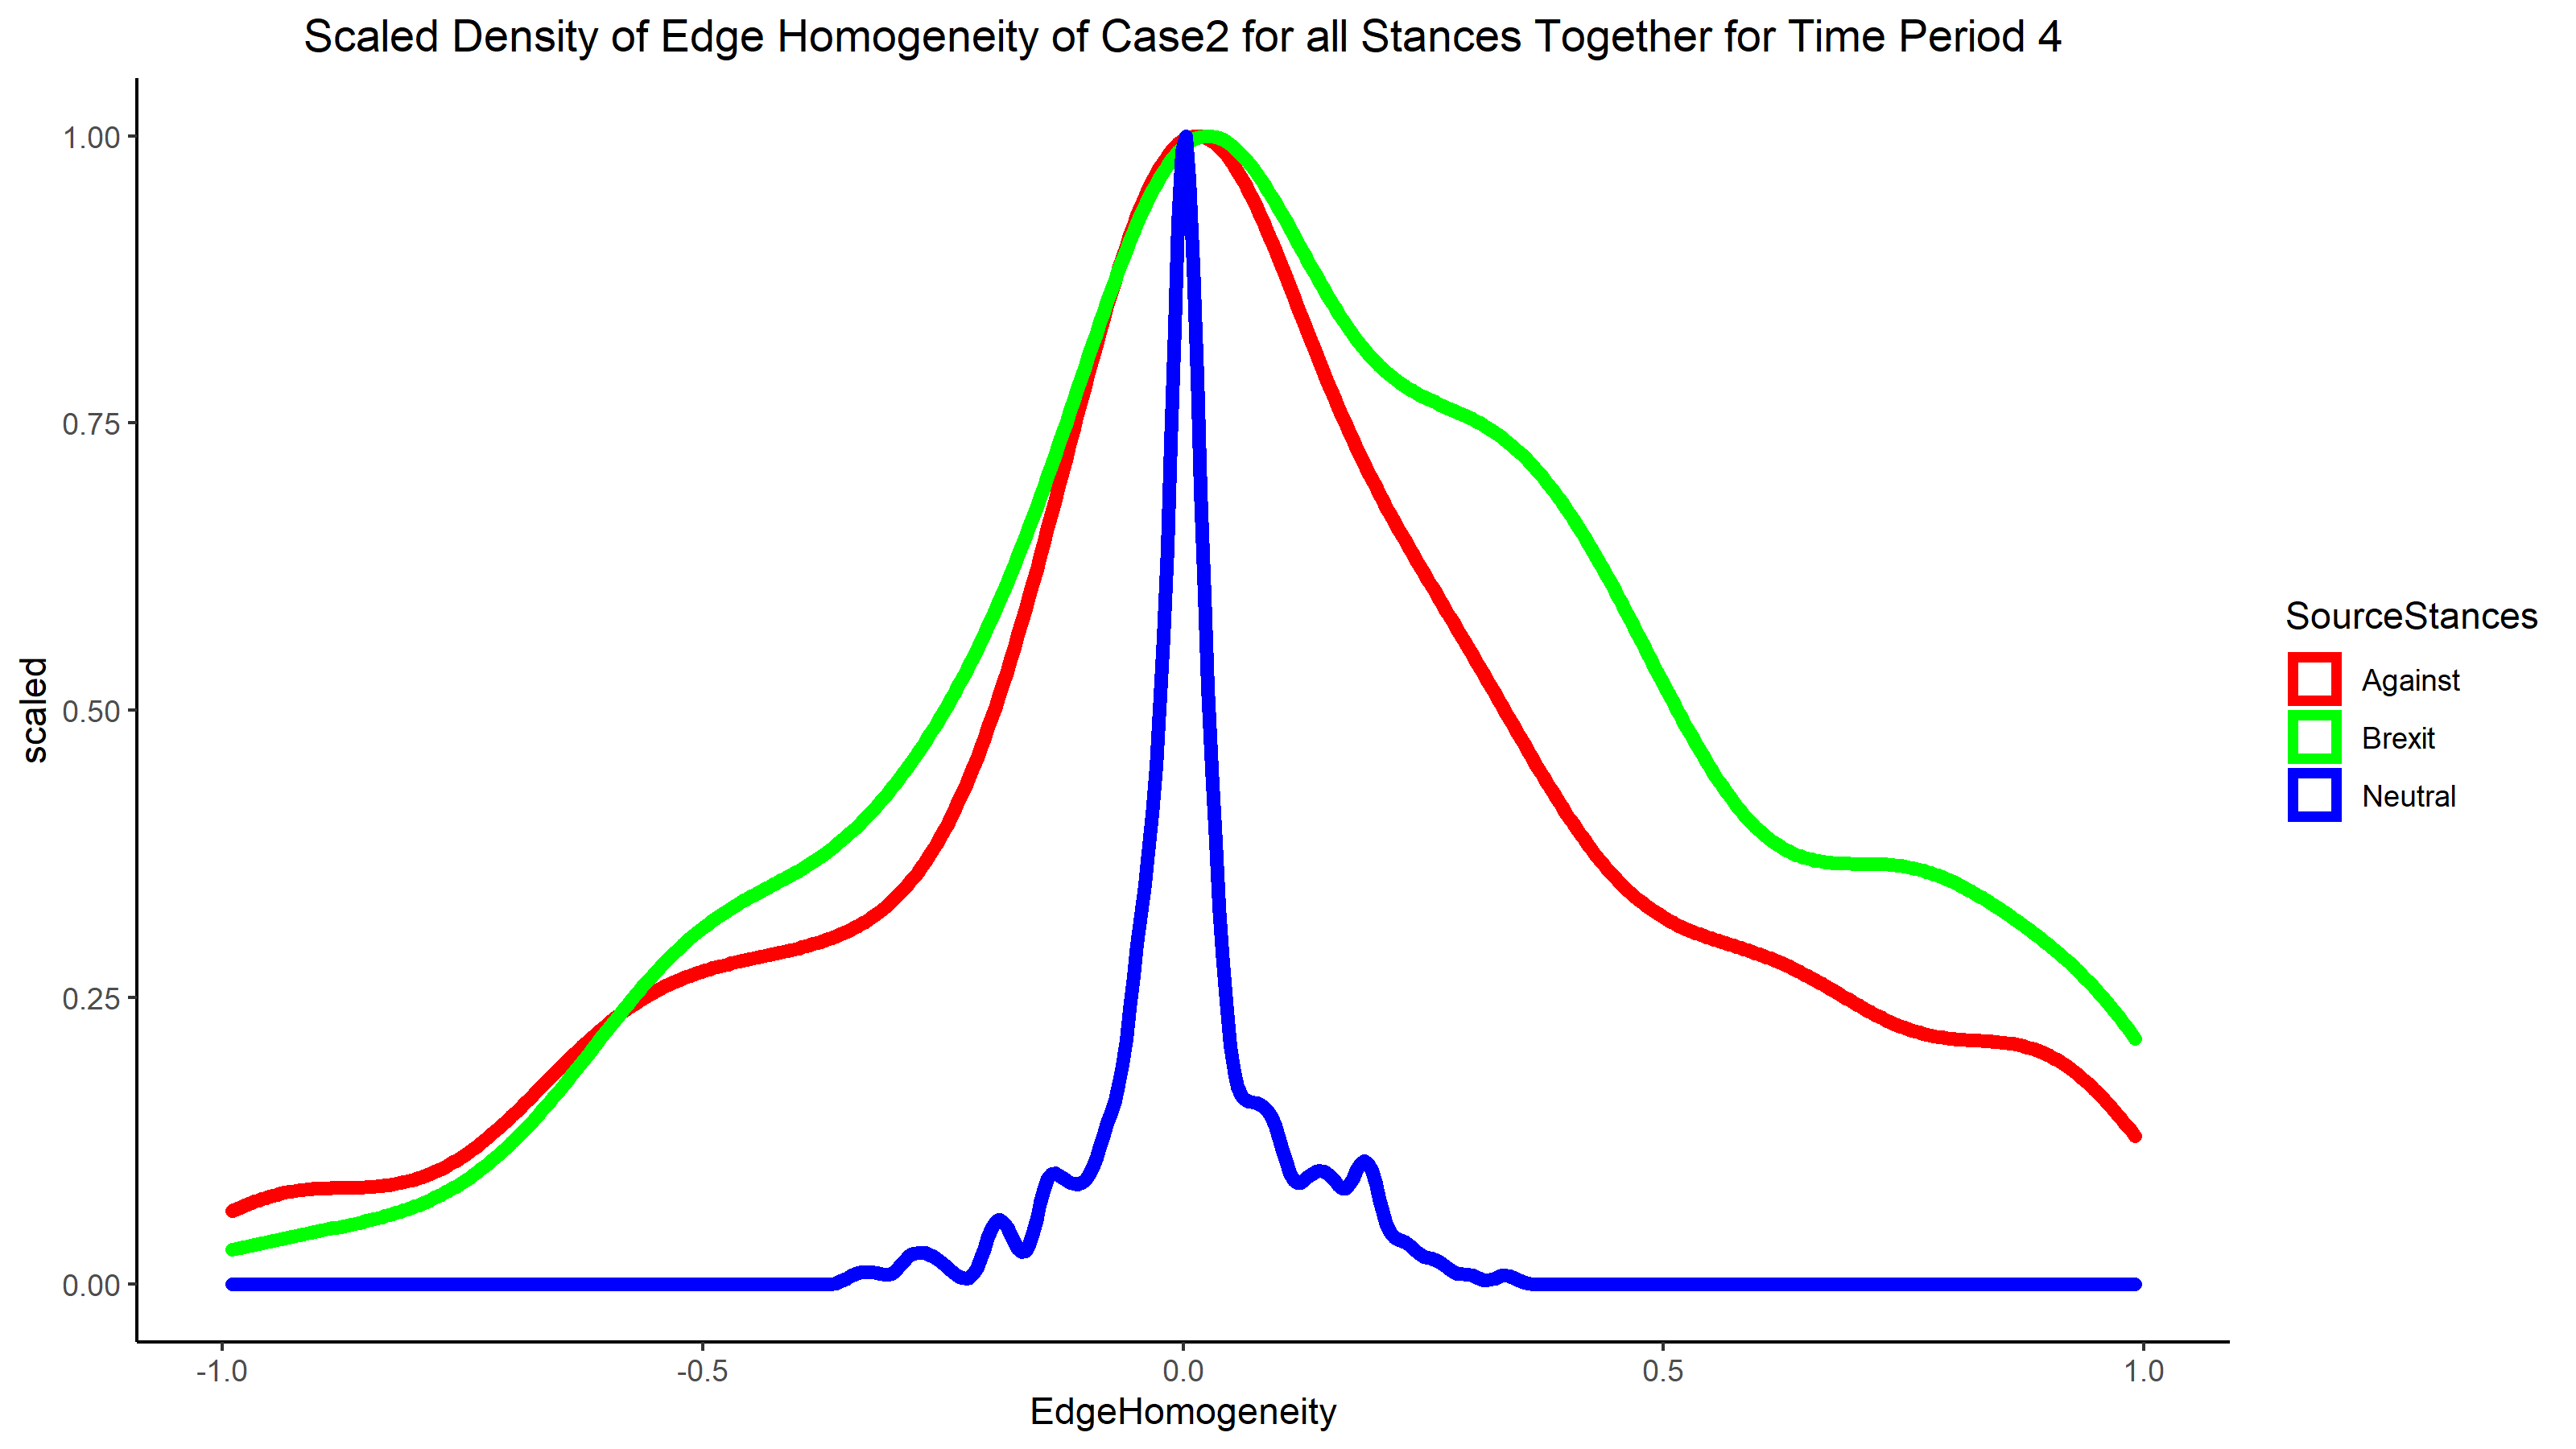 Scaled Density of Edge Homogeneity of Case2 for all Stances Together for Time Period 4
1.00
0.75
0.50
0.25
0.00
scaled
-1.0
-0.5
0.0
0.5
1.0
EdgeHomogeneity
SourceStances
Against
Brexit
Neutral